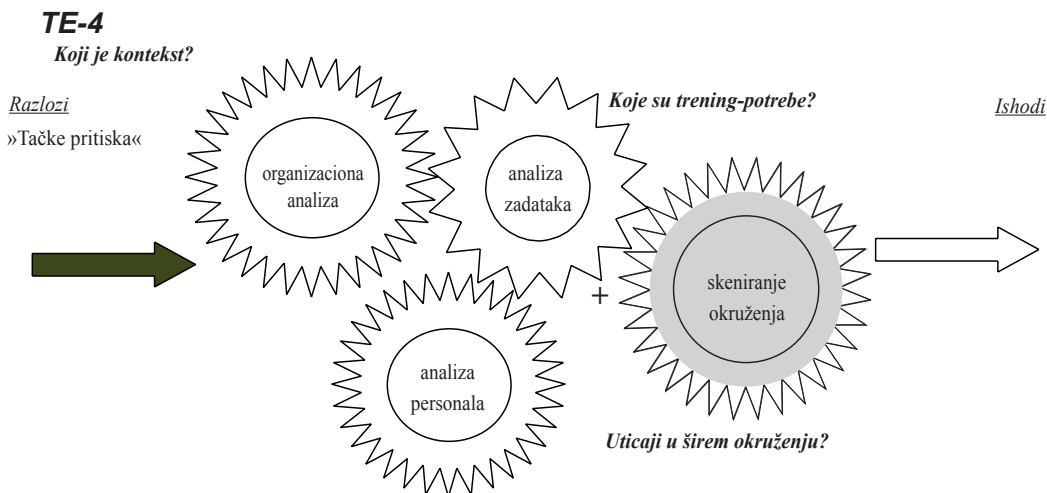 TE-4
Koji je kontekst?
Razlozi
»Tačke pritiska«
organizaciona
analiza
analiza
zadataka
Koje su trening-potrebe?
Ishodi
+
skeniranje
okruženja
analiza
personala
Uticaji u širem okruženju?